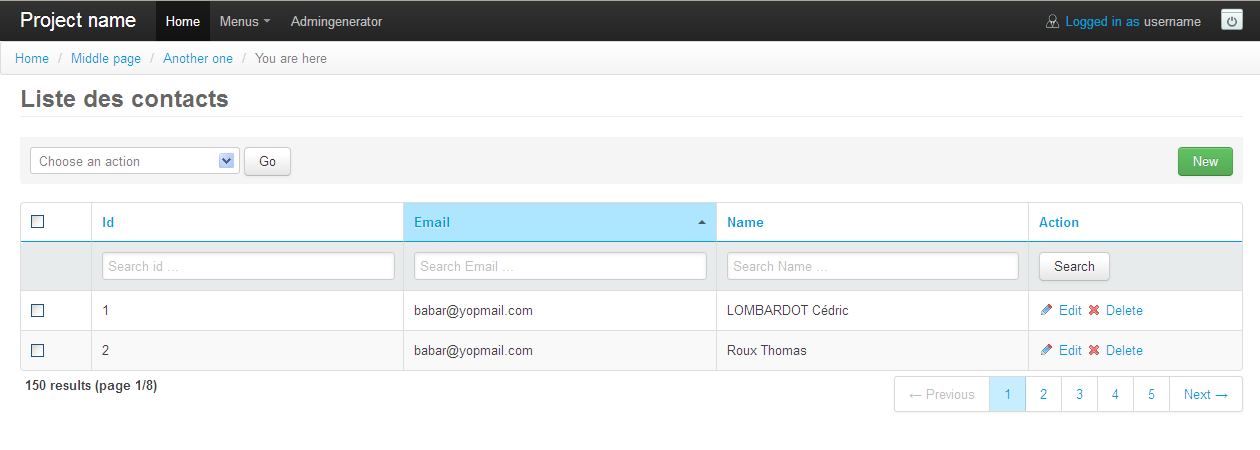 Project name Home Menus Admingenerator Logged in as username
Home / Middle page / Another one / You are here
Liste des contacts
Choose an action Go New
Id Email Name Action
Search id ... Search Email ... Search Name ... Search
1 babar@yopmail.com LOMBARDOT Cédric Edit Delete
2 babar@yopmail.com Roux Thomas Edit Delete
150 results (page 1/8) ← Previous 1 2 3 4 5 Next →